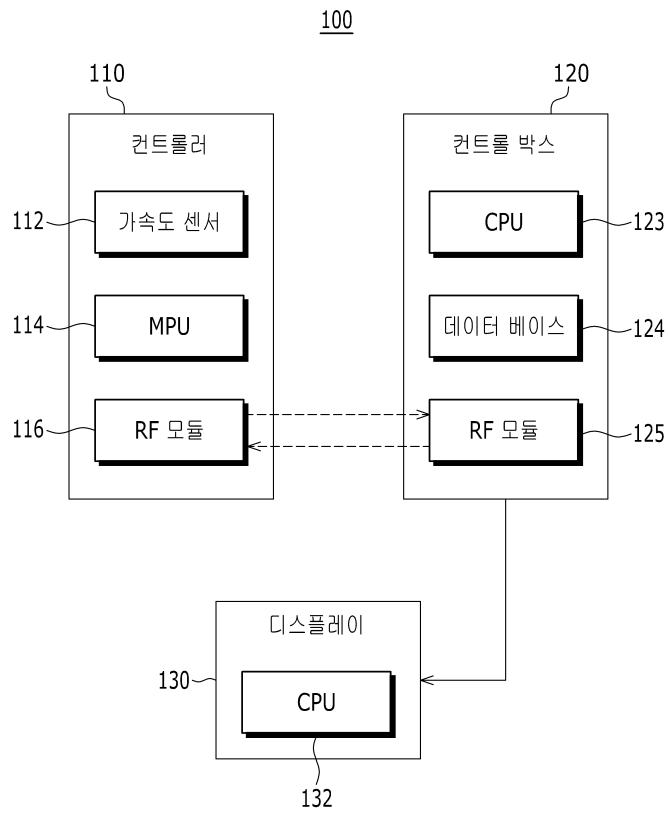 100
110
120
컨트롤러
컨트롤 박스
112
가속도 센서
CPU
123
114
MPU
데이터 베이스
124
116
RF 모듈
RF 모듈
125
디스플레이
130
CPU
132